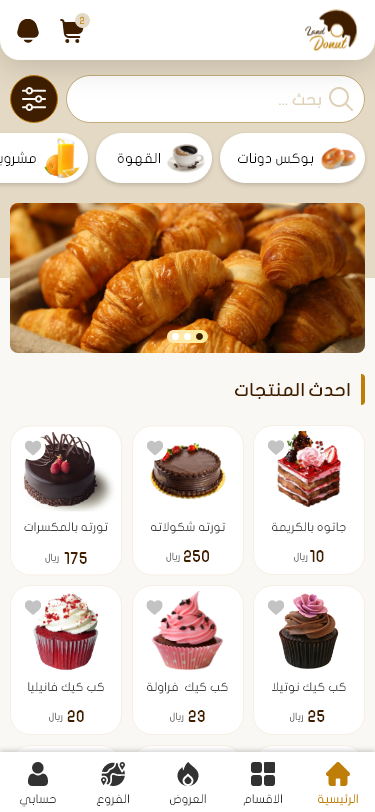 Land
Donut
2
بحث ...
بوكس دونات
القهوة
مشروب
احدث المنتجات
جاتوه بالكريمة
10 ريال
تورته شكولاته
250 ريال
تورته بالمكسرات
175 ريال
كب كيك نوتيلا
25 ريال
كب كيك فراولة
23 ريال
كب كيك فانيليا
20 ريال
الرئيسية
الاقسام
العروض
الفروع
حسابي